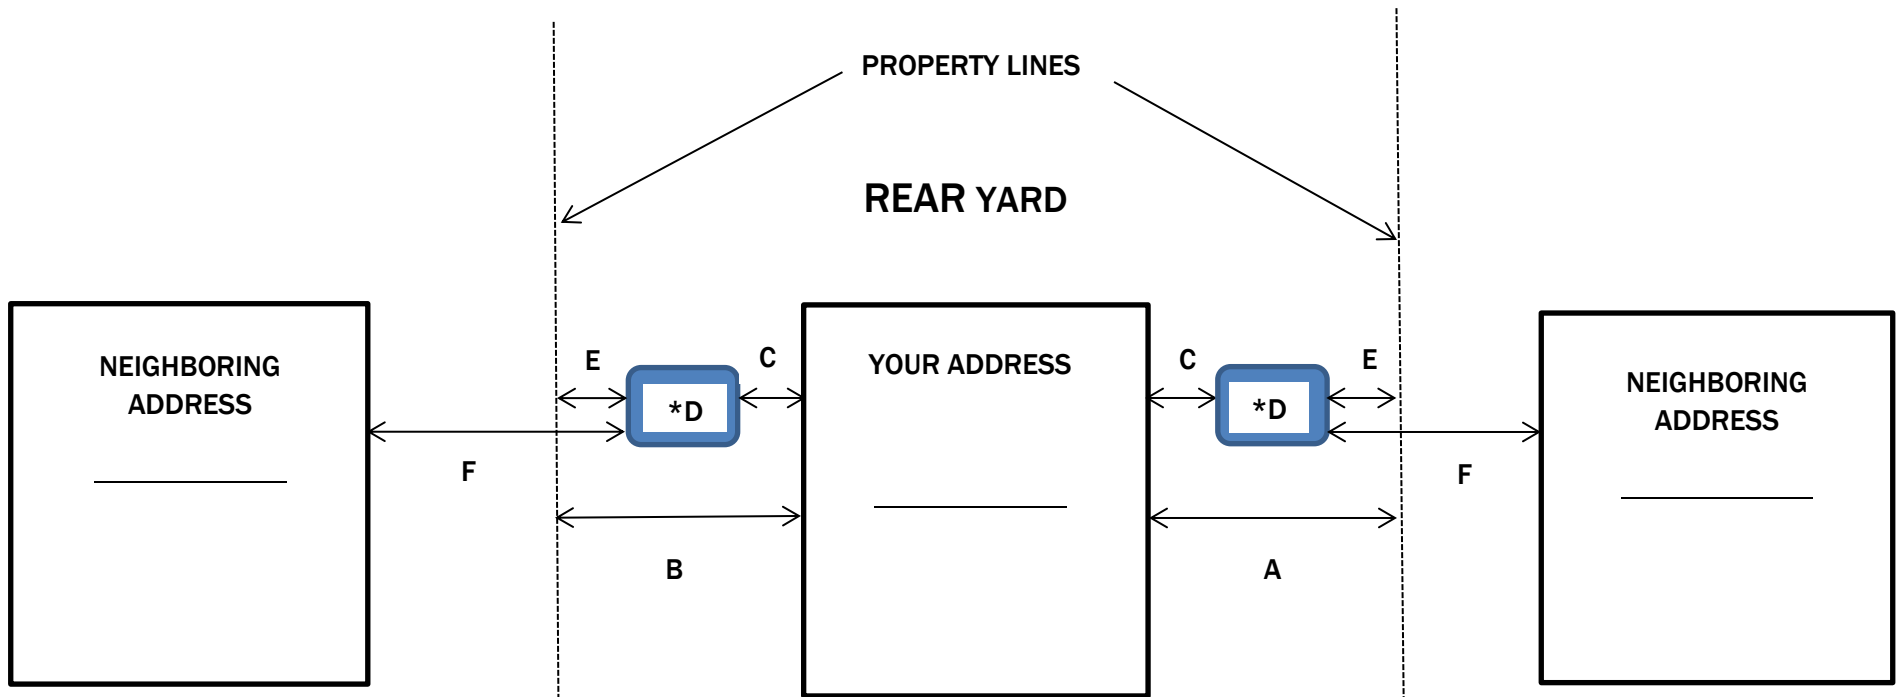 PROPERTY LINES
REAR YARD
NEIGHBORING
ADDRESS
E
*D
C
YOUR ADDRESS
C
*D
E
NEIGHBORING
ADDRESS
F
F
B
A